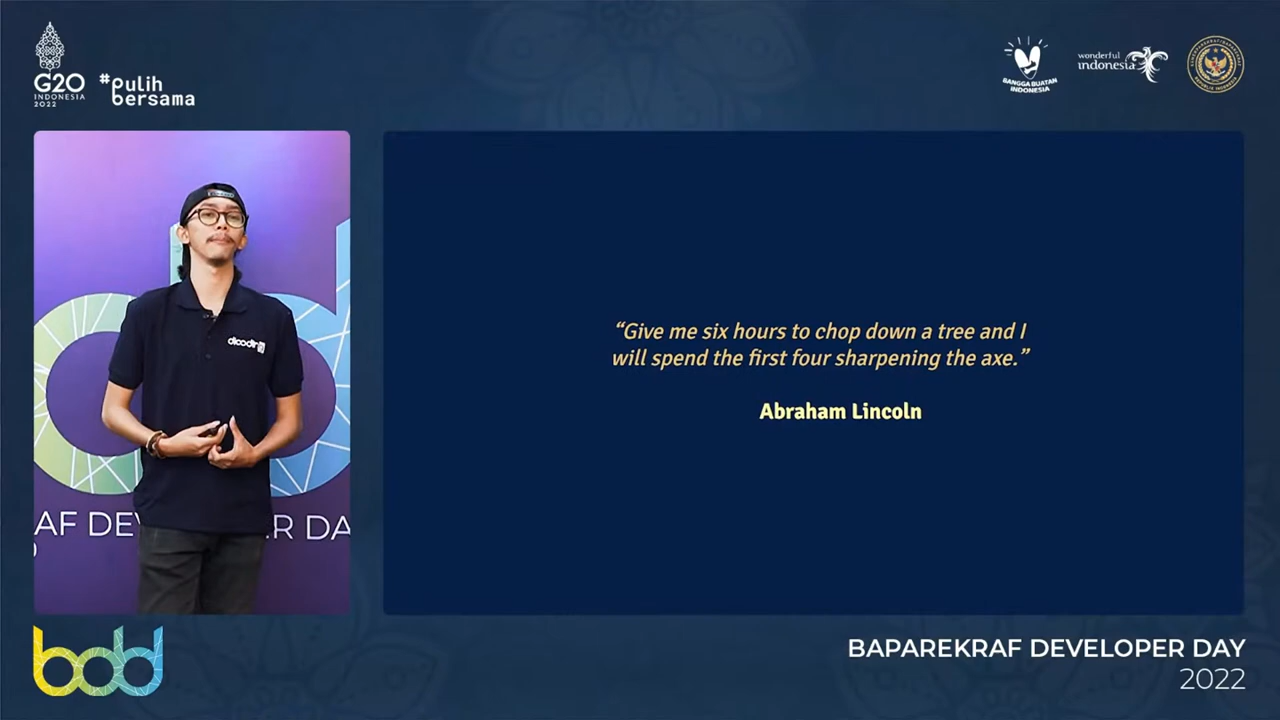 G20
INDONESIA
2022
#pulih
bersama
BANGGA BUATAN
INDONESIA
wonderful
indonesia
REPUBLIK INDONESIA
dicoding
AF DE
R DA
“Give me six hours to chop down a tree and I
will spend the first four sharpening the axe.”
Abraham Lincoln
bdd
BAPAREKRAF DEVELOPER DAY
2022